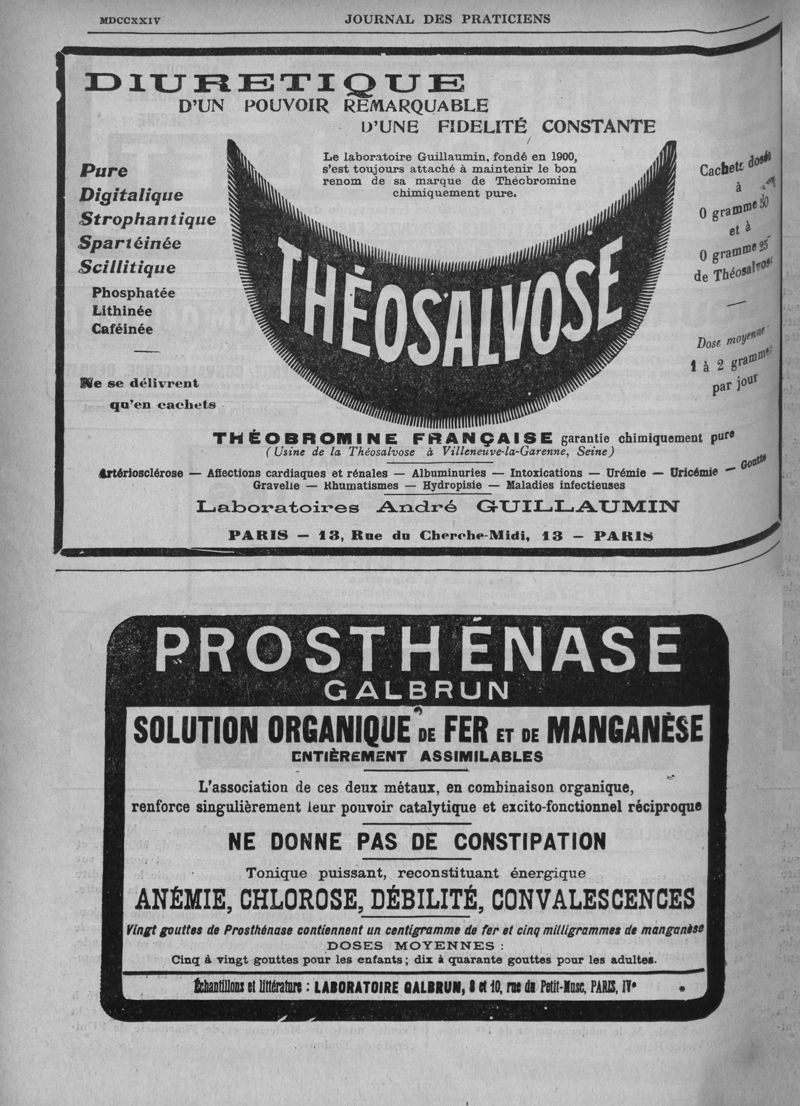 MDCCXXIV
JOURNAL DES PRATICIENS
DIURETIQUE
D'UN POUVOIR REMARQUABLE
D'UNE FIDELITÉ CONSTANTE
Le laboratoire Guillaumin, fondé en 1900,
s'est toujours attaché à maintenir le bon
renom de sa marque de Théobromine
chimiquement pure.
Pure
Digitalique
Strophantique
Spartéinée
Scillitique
Phosphatée
Lithinée
Caféinée
Ne se délivrent
qu'en cachets
THÉOSALVOSE
Cachets dosés
à
0 gramme 50
et à
0 gramme 25
de Théosalvose
Dose moyenne
1 à 2 grammes
par jour
THÉOBROMINE FRANÇAISE garantie chimiquement pure
(Usine de la Théosalvose à Villeneuve-la-Garenne, Seine)
Artériosclérose — Affections cardiaques et rénales — Albuminuries — Intoxications — Urémie — Uricémie — Goutte
Gravelle — Rhumatismes — Hydropisie — Maladies infectieuses
Laboratoires André GUILLAUMIN
PARIS — 13, Rue du Cherche-Midi, 13 — PARIS
PROSTHÉNASE
GALBRUN
SOLUTION ORGANIQUE DE FER ET DE MANGANÈSE
ENTIÈREMENT ASSIMILABLES
L'association de ces deux métaux, en combinaison organique,
renforce singulièrement leur pouvoir catalytique et excito-fonctionnel réciproque
NE DONNE PAS DE CONSTIPATION
Tonique puissant, reconstituant énergique
ANÉMIE, CHLOROSE, DÉBILITÉ, CONVALESCENCES
Vingt gouttes de Prosthénase contiennent un centigramme de fer et cinq milligrammes de manganèse
DOSES MOYENNES :
Cinq à vingt gouttes pour les enfants; dix à quarante gouttes pour les adultes.
Échantillons et littérature : LABORATOIRE GALBRUN, 8 et 10, rue du Petit-Musc, PARIS, IVe